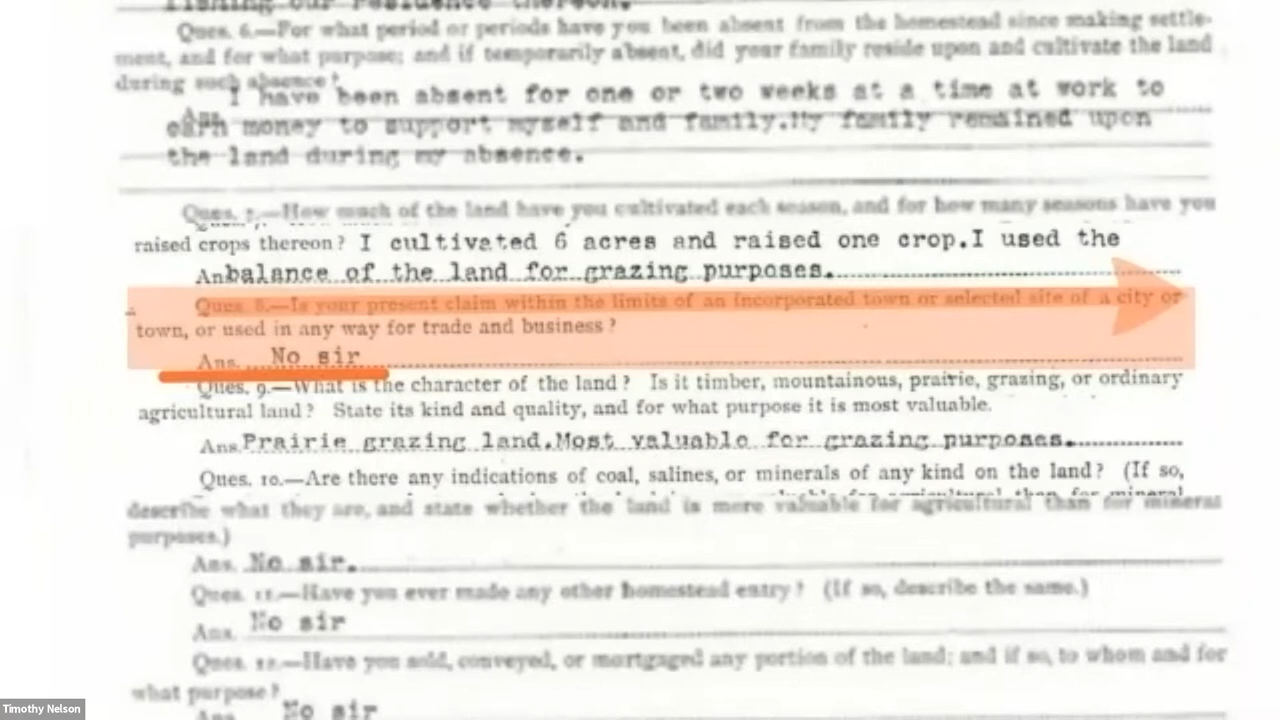 fishing our residence thereon.
Ques. 6.—For what period or periods have you been absent from the homestead since making settle-
ment, and for what purpose; and if temporarily absent, did your family reside upon and cultivate the land
during such absence?
I have been absent for one or two weeks at a time at work to
Ans.
earn money to support myself and family.My family remained upon
the land during my absence.
Ques. 7.—How much of the land have you cultivated each season, and for how many seasons have you
raised crops thereon? I cultivated 6 acres and raised one crop.I used the
An balance of the land for grazing purposes.
Ques. 8.—Is your present claim within the limits of an incorporated town or selected site of a city or
town, or used in any way for trade and business?
Ans. No sir
Ques. 9.—What is the character of the land? Is it timber, mountainous, prairie, grazing, or ordinary
agricultural land? State its kind and quality, and for what purpose it is most valuable.
Ans Prairie grazing land.Most valuable for grazing purposes.
Ques. 10.—Are there any indications of coal, salines, or minerals of any kind on the land? (If so,
describe what they are, and state whether the land is more valuable for agricultural than for mineral
purposes.)
Ans. No sir.
Ques. 11.—Have you ever made any other homestead entry? (If so, describe the same.)
Ans. No sir
Ques. 12.—Have you sold, conveyed, or mortgaged any portion of the land; and if so, to whom and for
what purpose?
Ans No sir
Timothy Nelson